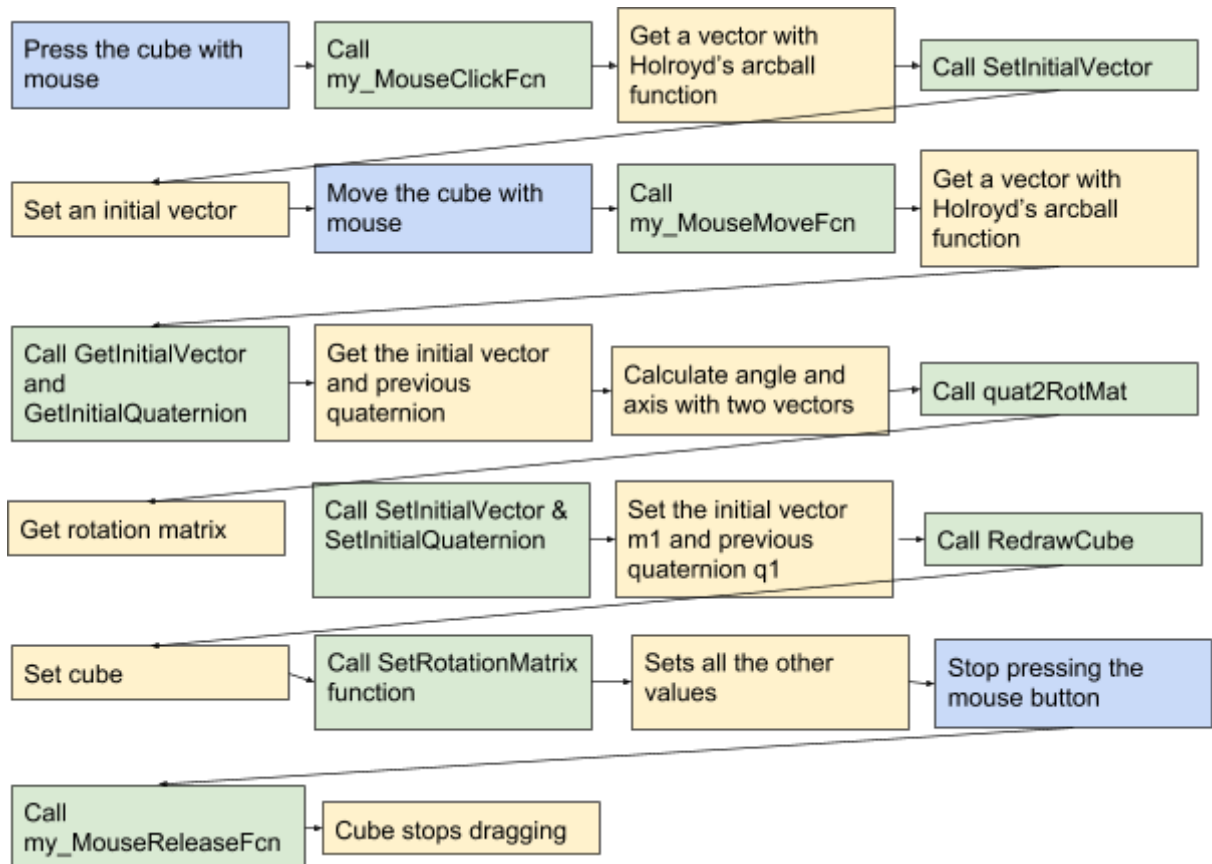 Press the cube with
mouse
Call
my_MouseClickFcn
Get a vector with
Holroyd's arcball
function
Call SetInitialVector
Set an initial vector
Move the cube with
mouse
Call
my_MouseMoveFcn
Get a vector with
Holroyd's arcball
function
Call GetInitialVector
and
GetInitialQuaternion
Get the initial vector
and previous
quaternion
Calculate angle and
axis with two vectors
Call quat2RotMat
Get rotation matrix
Call SetInitialVector &
SetInitialQuaternion
Set the initial vector
m1 and previous
quaternion q1
Call RedrawCube
Set cube
Call SetRotationMatrix
function
Sets all the other
values
Stop pressing the
mouse button
Call
my_MouseReleaseFcn
Cube stops dragging